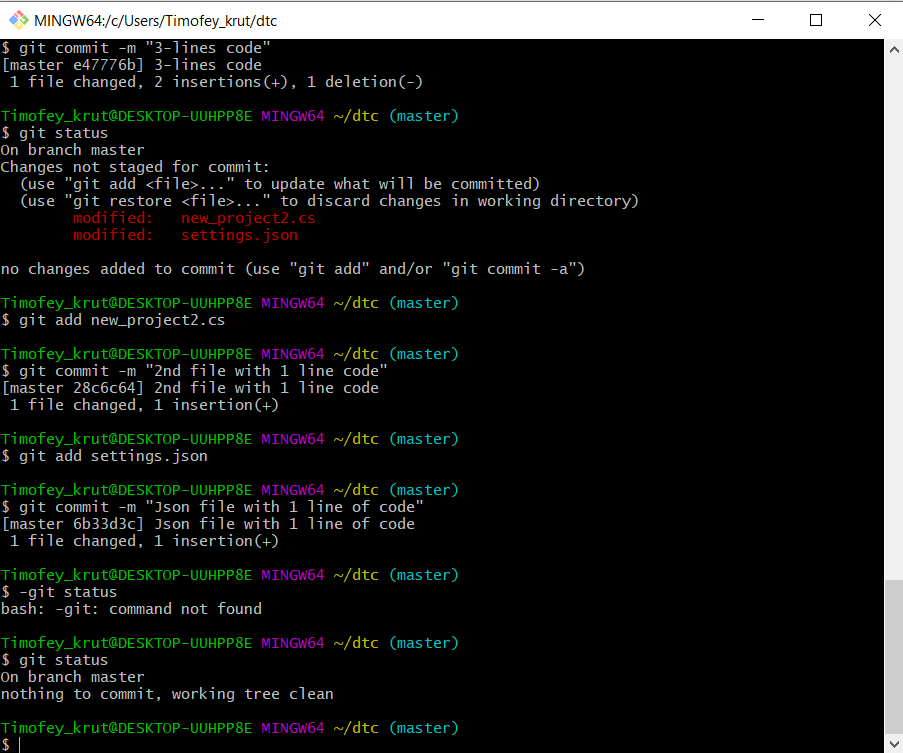 MINGW64:/c/Users/Timofey_krut/dtc
$ git commit -m "3-lines code"
[master e47776b] 3-lines code
 1 file changed, 2 insertions(+), 1 deletion(-)
Timofey_krut@DESKTOP-UUHPP8E MINGW64 ~/dtc (master)
$ git status
On branch master
Changes not staged for commit:
  (use "git add <file>..." to update what will be committed)
  (use "git restore <file>..." to discard changes in working directory)
        modified:   new_project2.cs
        modified:   settings.json
no changes added to commit (use "git add" and/or "git commit -a")
Timofey_krut@DESKTOP-UUHPP8E MINGW64 ~/dtc (master)
$ git add new_project2.cs
Timofey_krut@DESKTOP-UUHPP8E MINGW64 ~/dtc (master)
$ git commit -m "2nd file with 1 line code"
[master 28c6c64] 2nd file with 1 line code
 1 file changed, 1 insertion(+)
Timofey_krut@DESKTOP-UUHPP8E MINGW64 ~/dtc (master)
$ git add settings.json
Timofey_krut@DESKTOP-UUHPP8E MINGW64 ~/dtc (master)
$ git commit -m "Json file with 1 line of code"
[master 6b33d3c] Json file with 1 line of code
 1 file changed, 1 insertion(+)
Timofey_krut@DESKTOP-UUHPP8E MINGW64 ~/dtc (master)
$ -git status
bash: -git: command not found
Timofey_krut@DESKTOP-UUHPP8E MINGW64 ~/dtc (master)
$ git status
On branch master
nothing to commit, working tree clean
Timofey_krut@DESKTOP-UUHPP8E MINGW64 ~/dtc (master)
$